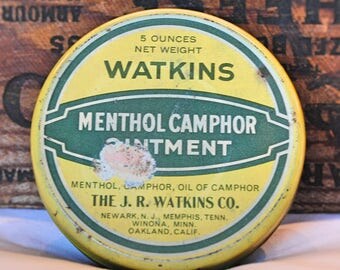 ARMOUR
5 OUNCES
NET WEIGHT
WATKINS
MENTHOL CAMPHOR
OINTMENT
MENTHOL, CAMPHOR, OIL OF CAMPHOR
THE J. R. WATKINS CO.
NEWARK, N. J., MEMPHIS, TENN.
WINONA, MINN.
OAKLAND, CALIF.